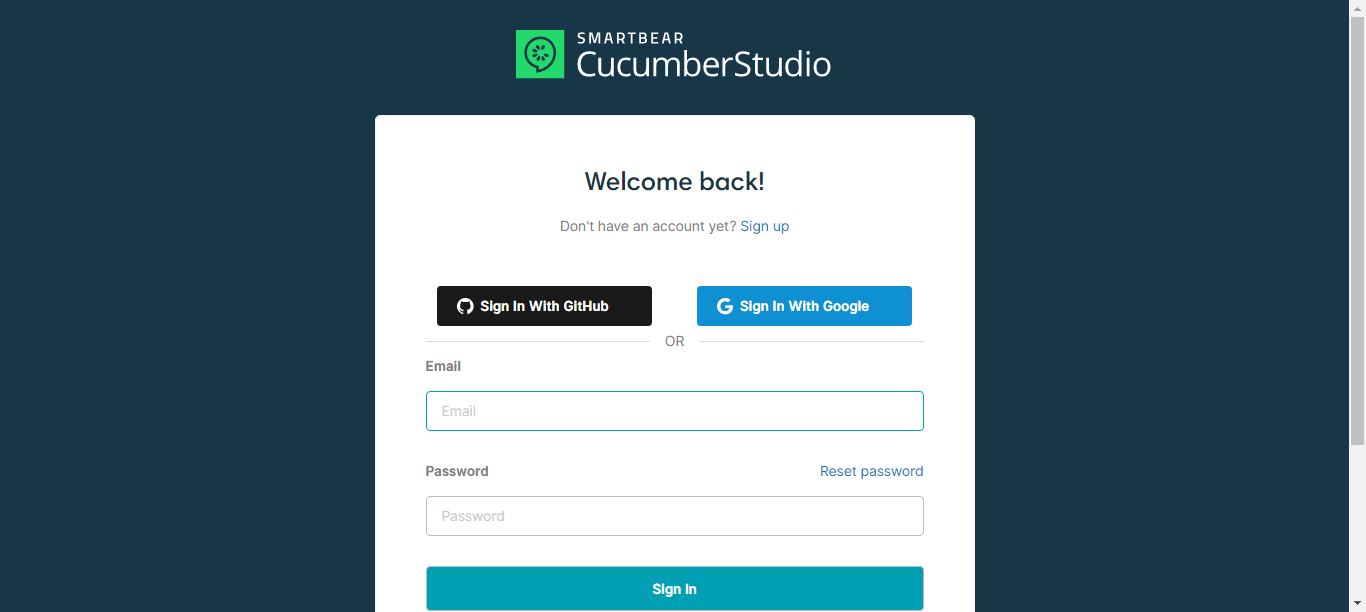 SMARTBEAR
CucumberStudio
Welcome back!
Don't have an account yet? Sign up
Sign In With GitHub
Sign In With Google
OR
Email
Email
Password
Reset password
Password
Sign In